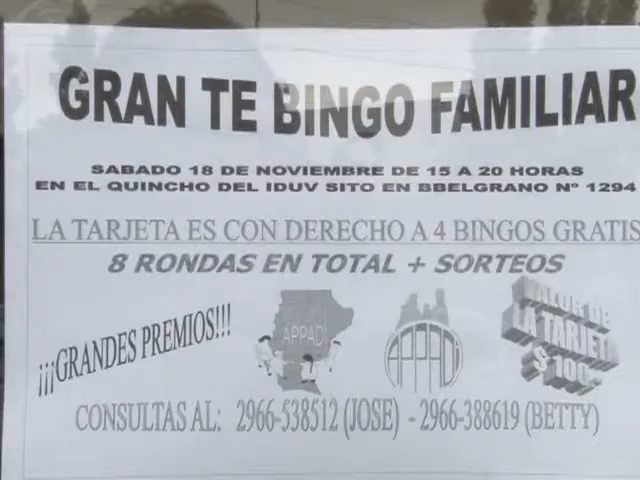 GRAN TE BINGO FAMILIAR
SABADO 18 DE NOVIEMBRE DE 15 A 20 HORAS
EN EL QUINCHO DEL IDUV SITO EN BBELGRANO Nº 1294
LA TARJETA ES CON DERECHO A 4 BINGOS GRATIS
8 RONDAS EN TOTAL + SORTEOS
¡¡¡GRANDES PREMIOS!!!
APPADI
APPADI
VALOR DE
LA TARJETA
$ 100-
CONSULTAS AL: 2966-538512 (JOSE) - 2966-388619 (BETTY)